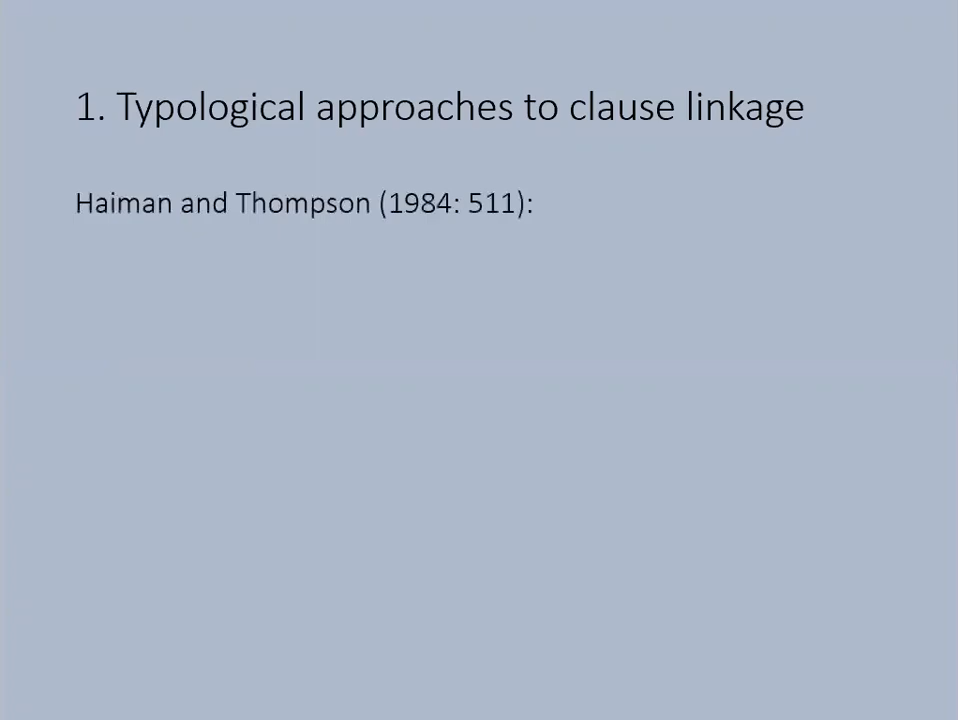 1. Typological approaches to clause linkage
Haiman and Thompson (1984: 511):